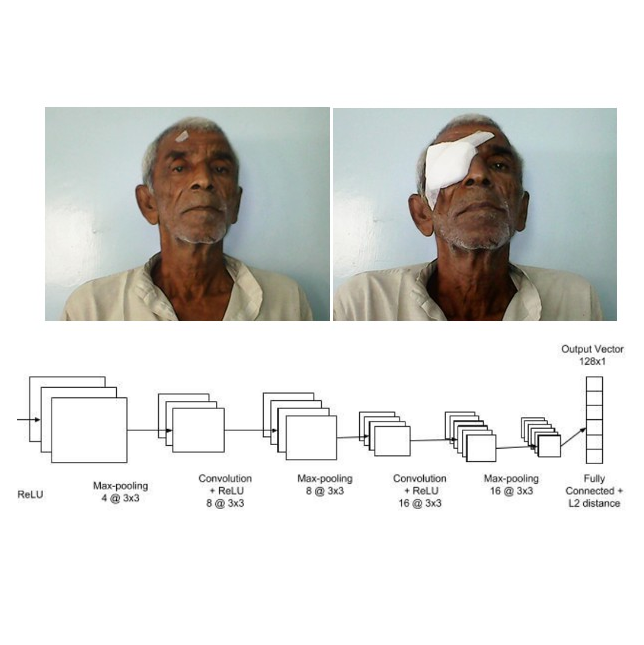 Output Vector
128x1
ReLU
Max-pooling
4 @ 3x3
Convolution
+ ReLU
8 @ 3x3
Max-pooling
8 @ 3x3
Convolution
+ ReLU
16 @ 3x3
Max-pooling
16 @ 3x3
Fully
Connected +
L2 distance